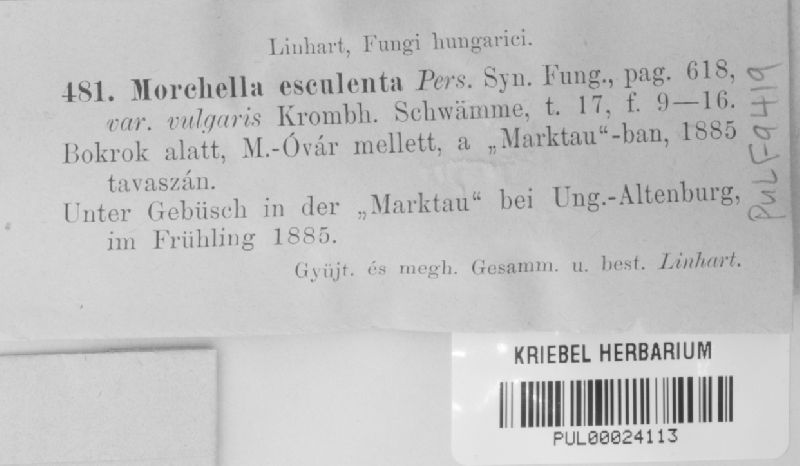 Linhart, Fungi hungarici.
481. Morchella esculenta Pers. Syn. Fung., pag. 618,
var. vulgaris Krombh. Schwämme, t. 17, f. 9—16.
Bokrok alatt, M.-Óvár mellett, a „Marktau“-ban, 1885
tavaszán.
Unter Gebüsch in der „Marktau“ bei Ung.-Altenburg,
im Frühling 1885.
Gyüjt. és megh. Gesamm. u. best. Linhart.
PUL F9419
KRIEBEL HERBARIUM
PUL00024113